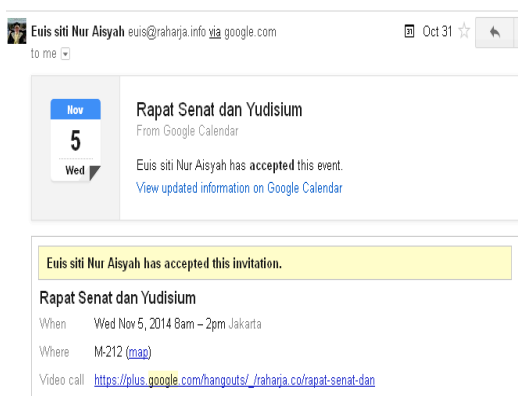 Euis siti Nur Aisyah euis@raharja.info via google.com
31 Oct 31
to me
Nov
5
Wed
Rapat Senat dan Yudisium
From Google Calendar
Euis siti Nur Aisyah has accepted this event.
View updated information on Google Calendar
Euis siti Nur Aisyah has accepted this invitation.
Rapat Senat dan Yudisium
When Wed Nov 5, 2014 8am – 2pm Jakarta
Where M-212 (map)
Video call https://plus.google.com/hangouts/_/raharja.co/rapat-senat-dan